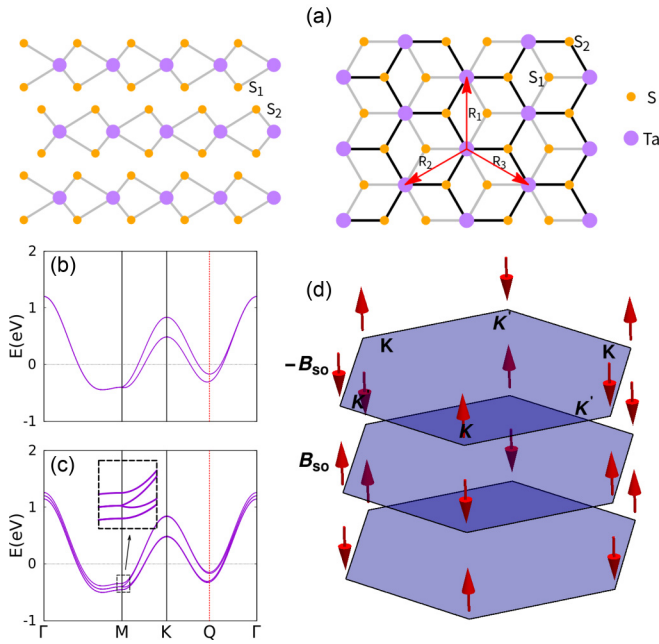 (a)
S2
S1
S1
S2
R1
R2
R3
S
Ta
(b)
E(eV)
2
1
0
-1
(c)
E(eV)
2
1
0
-1
Γ
M
K
Q
Γ
(d)
K'
K
K
−Bso
K
K'
K
Bso